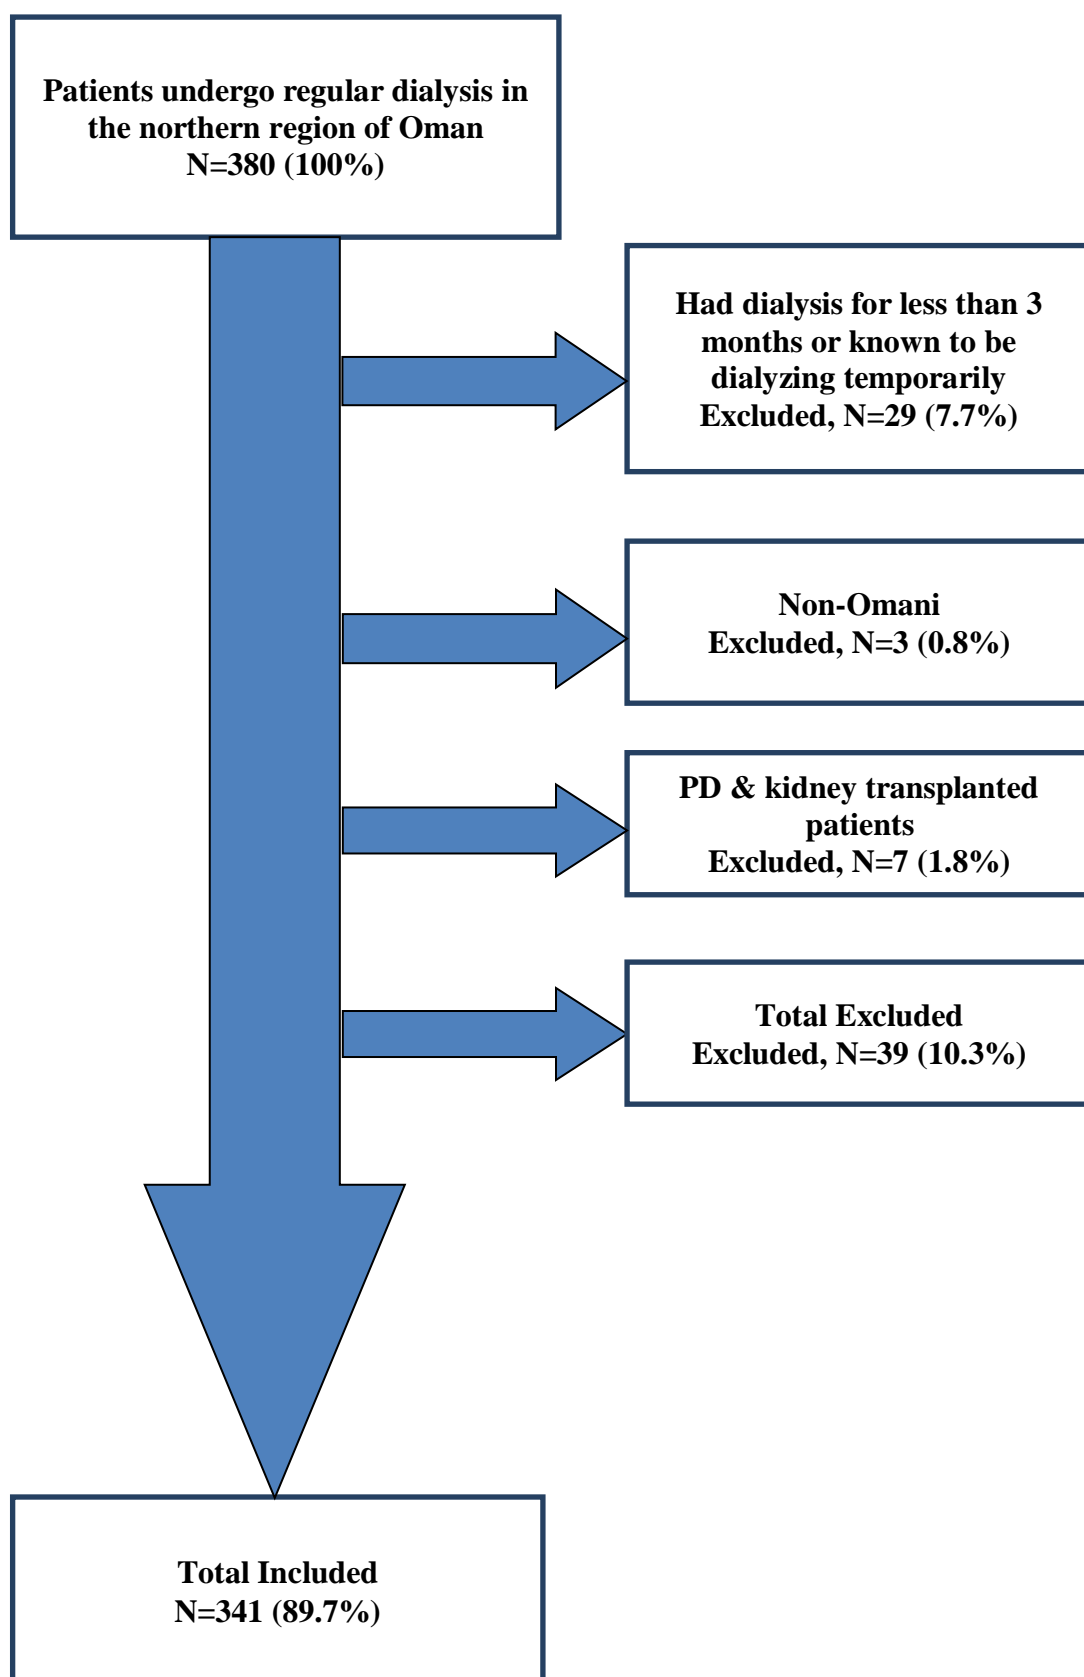 Patients undergo regular dialysis in
the northern region of Oman
N=380 (100%)
Had dialysis for less than 3
months or known to be
dialyzing temporarily
Excluded, N=29 (7.7%)
Non-Omani
Excluded, N=3 (0.8%)
PD & kidney transplanted
patients
Excluded, N=7 (1.8%)
Total Excluded
Excluded, N=39 (10.3%)
Total Included
N=341 (89.7%)